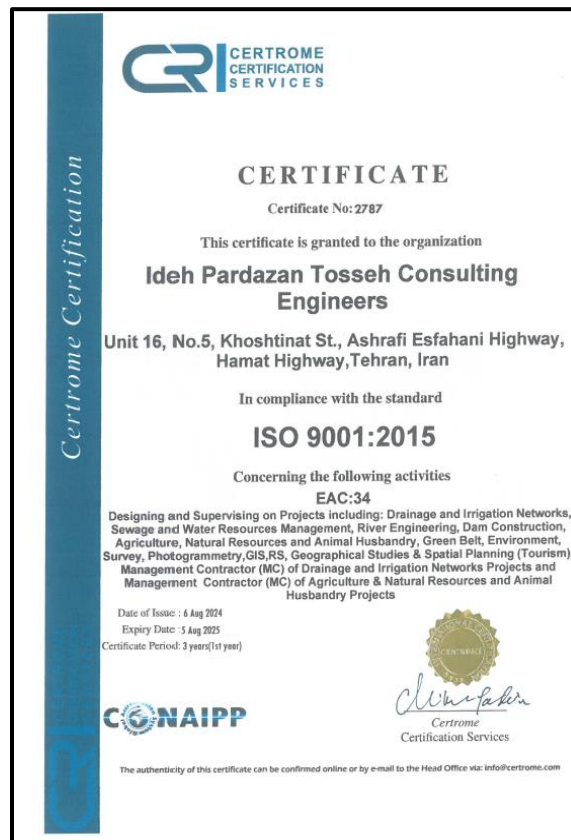 CERTROME
CERTIFICATION
SERVICES
Certrome Certification
CERTIFICATE
Certificate No: 2787
This certificate is granted to the organization
Ideh Pardazan Tosseh Consulting
Engineers
Unit 16, No.5, Khoshtinat St., Ashrafi Esfahani Highway,
Hamat Highway,Tehran, Iran
In compliance with the standard
ISO 9001:2015
Concerning the following activities
EAC:34
Designing and Supervising on Projects including: Drainage and Irrigation Networks,
Sewage and Water Resources Management, River Engineering, Dam Construction,
Agriculture, Natural Resources and Animal Husbandry, Green Belt, Environment,
Survey, Photogrammetry,GIS,RS, Geographical Studies & Spatial Planning (Tourism)
Management Contractor (MC) of Drainage and Irrigation Networks Projects and
Management Contractor (MC) of Agriculture & Natural Resources and Animal
Husbandry Projects
Date of Issue : 6 Aug 2024
Expiry Date : 5 Aug 2025
Certificate Period: 3 years(1st year)
CONAIPP
Certrome
Certification Services
The authenticity of this certificate can be confirmed online or by e-mail to the Head Office via: info@certrome.com